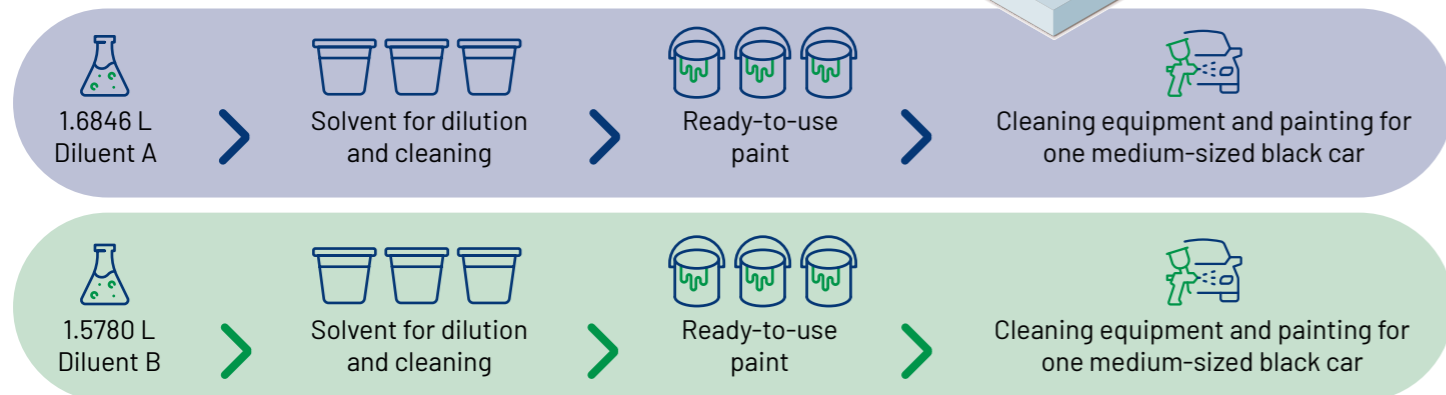 1.6846 L
Diluent A
Solvent for dilution
and cleaning
Ready-to-use
paint
Cleaning equipment and painting for
one medium-sized black car
1.5780 L
Diluent B
Solvent for dilution
and cleaning
Ready-to-use
paint
Cleaning equipment and painting for
one medium-sized black car